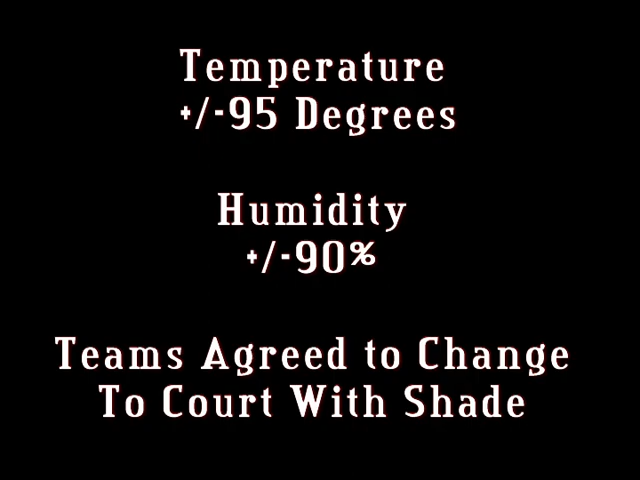 Temperature
+/-95 Degrees
Humidity
+/-90%
Teams Agreed to Change
To Court With Shade